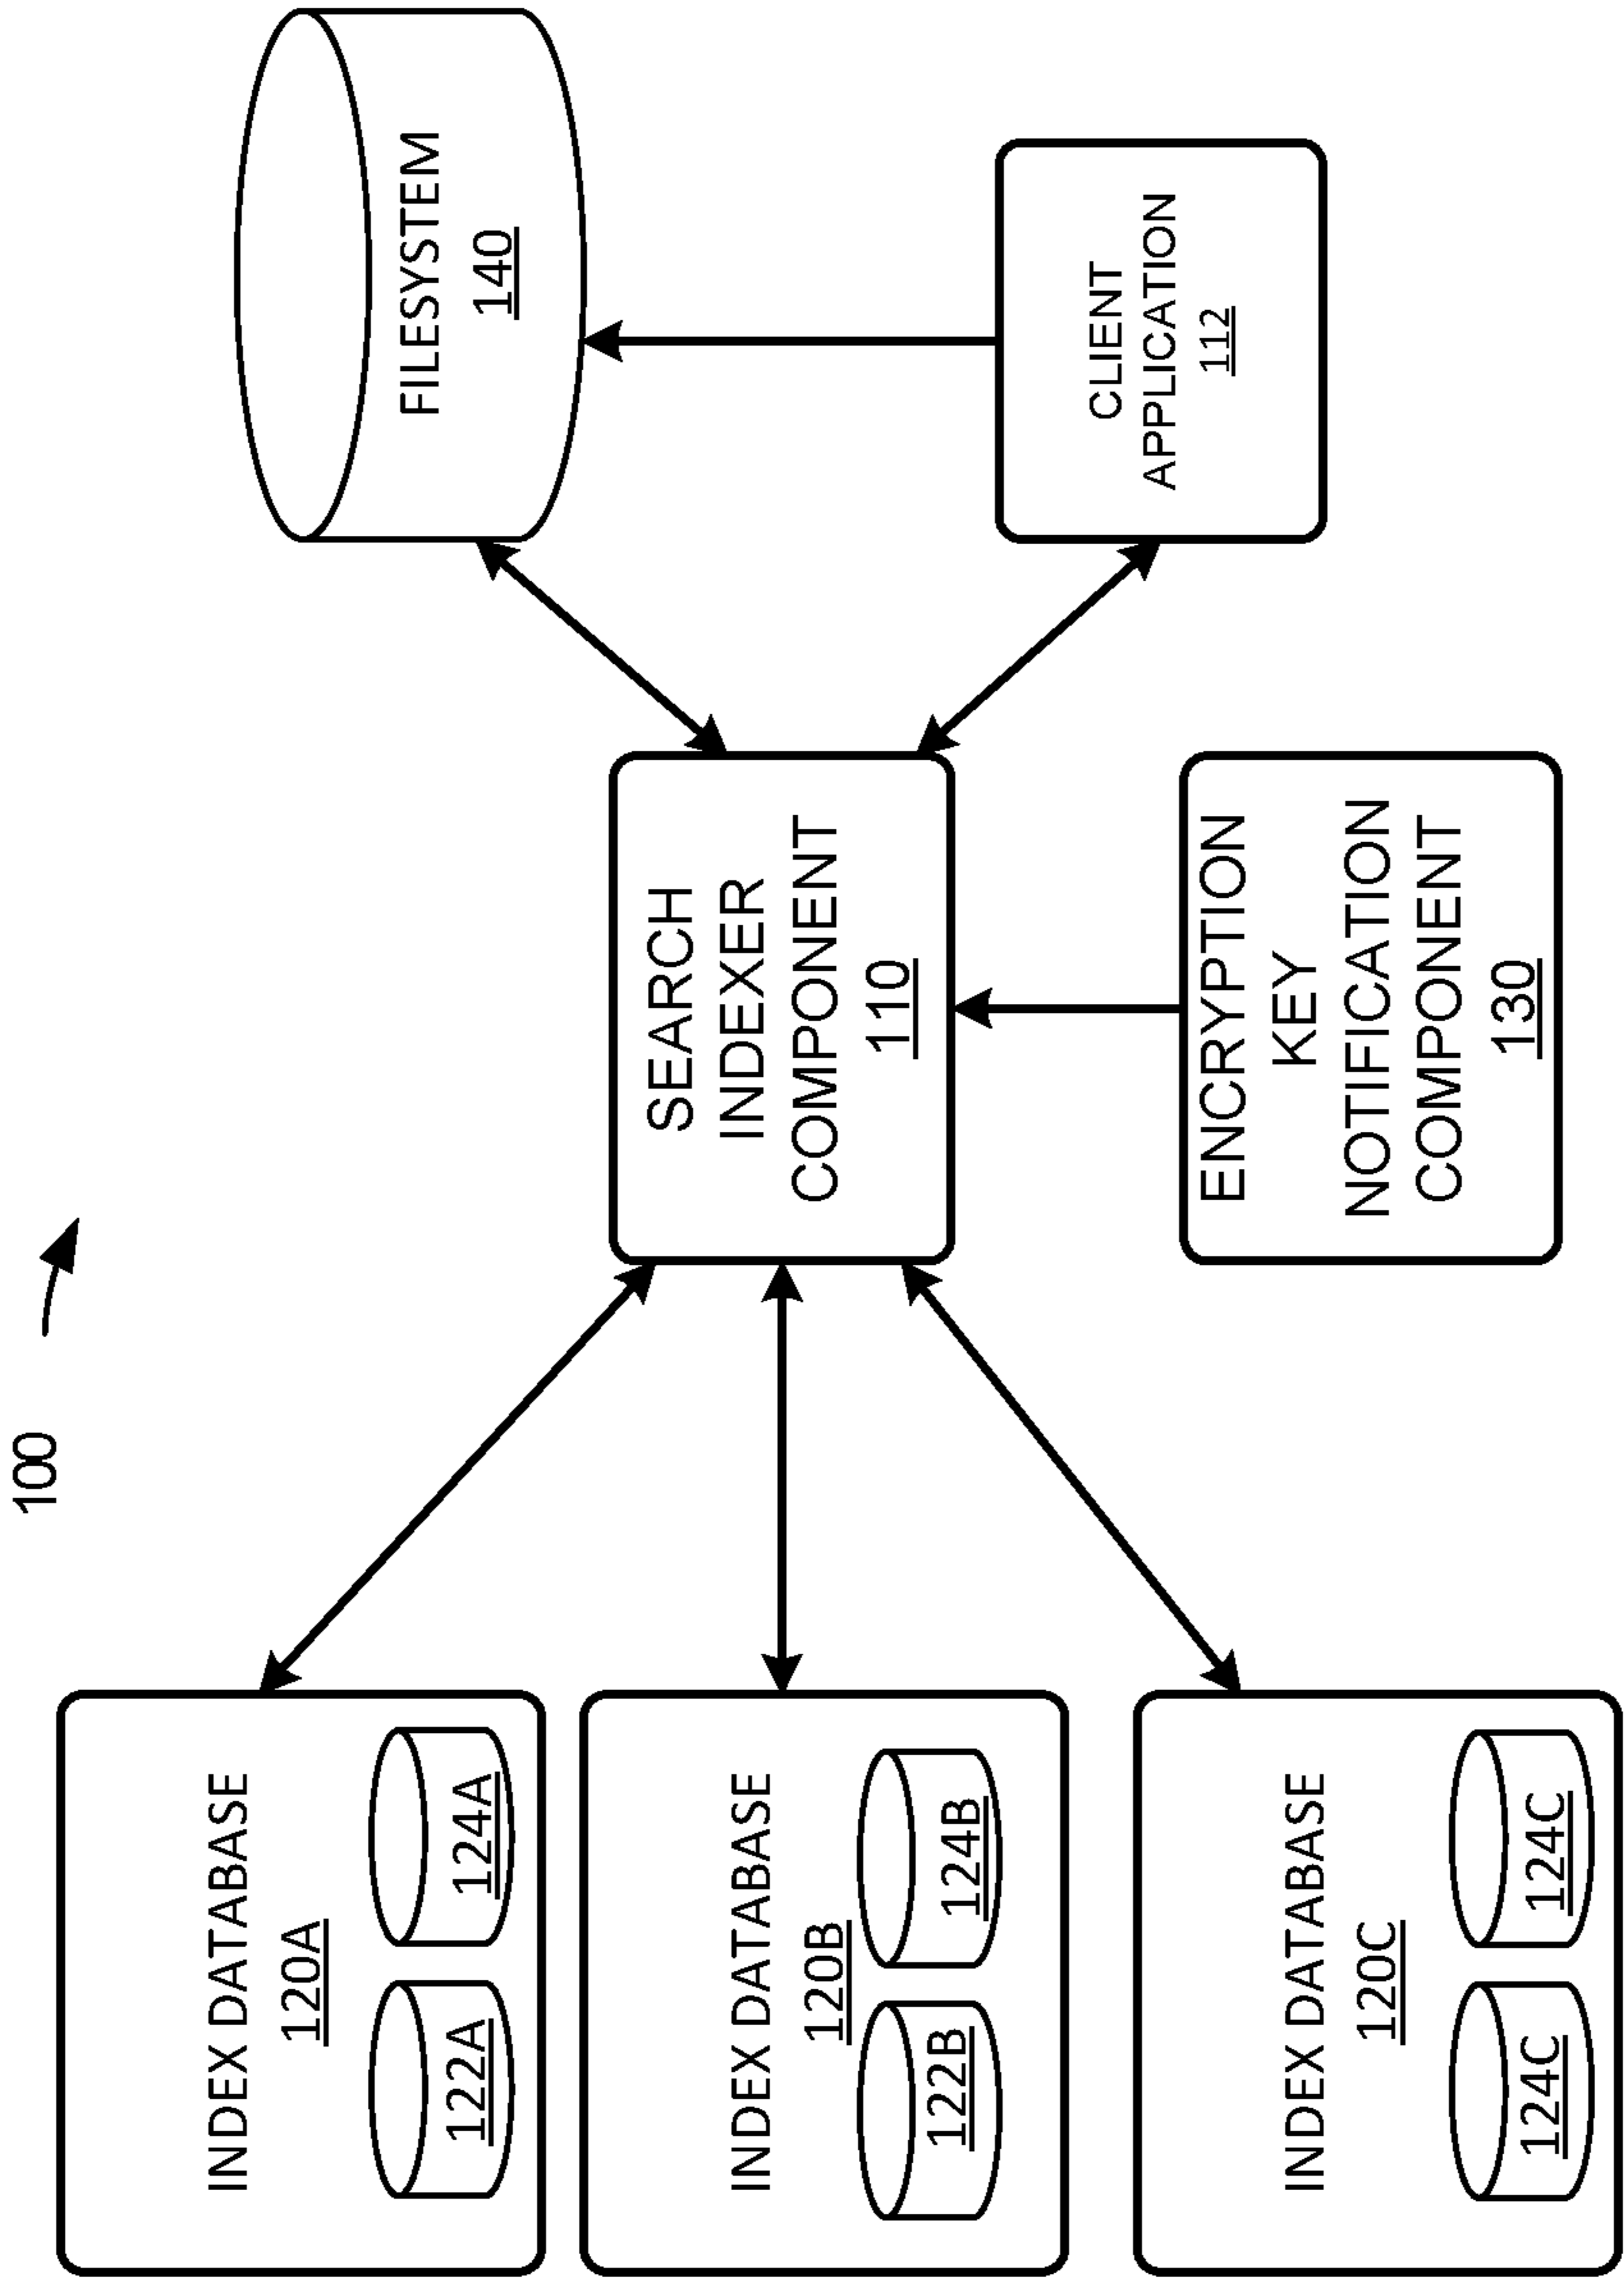 100
INDEX DATABASE
120A
122A
124A
INDEX DATABASE
120B
122B
124B
INDEX DATABASE
120C
124C
124C
SEARCH
INDEXER
COMPONENT
110
ENCRYPTION
KEY
NOTIFICATION
COMPONENT
130
FILESYSTEM
140
CLIENT
APPLICATION
112